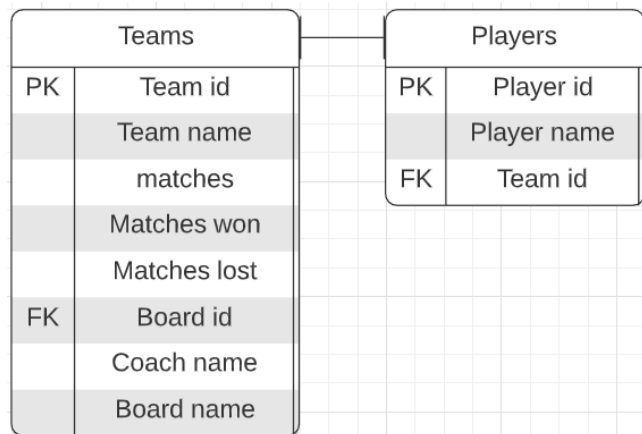 Teams
PK Team id
Team name
matches
Matches won
Matches lost
FK Board id
Coach name
Board name
Players
PK Player id
Player name
FK Team id